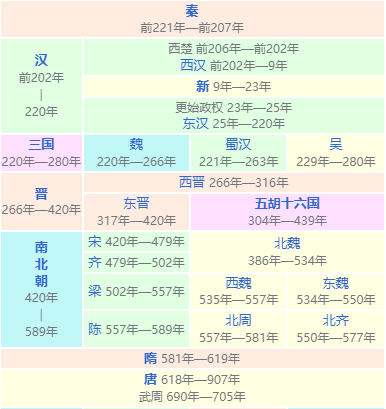 秦
前221年—前207年
汉
前202年
|
220年
西楚 前206年—前202年
西汉 前202年—9年
新 9年—23年
更始政权 23年—25年
东汉 25年—220年
三国
220年—280年
魏
220年—266年
蜀汉
221年—263年
吴
229年—280年
晋
266年—420年
西晋 266年—316年
东晋
317年—420年
五胡十六国
304年—439年
南
北
朝
420年
|
589年
宋 420年—479年
齐 479年—502年
梁 502年—557年
陈 557年—589年
北魏
386年—534年
西魏
535年—557年
东魏
534年—550年
北周
557年—581年
北齐
550年—577年
隋 581年—619年
唐 618年—907年
武周 690年—705年